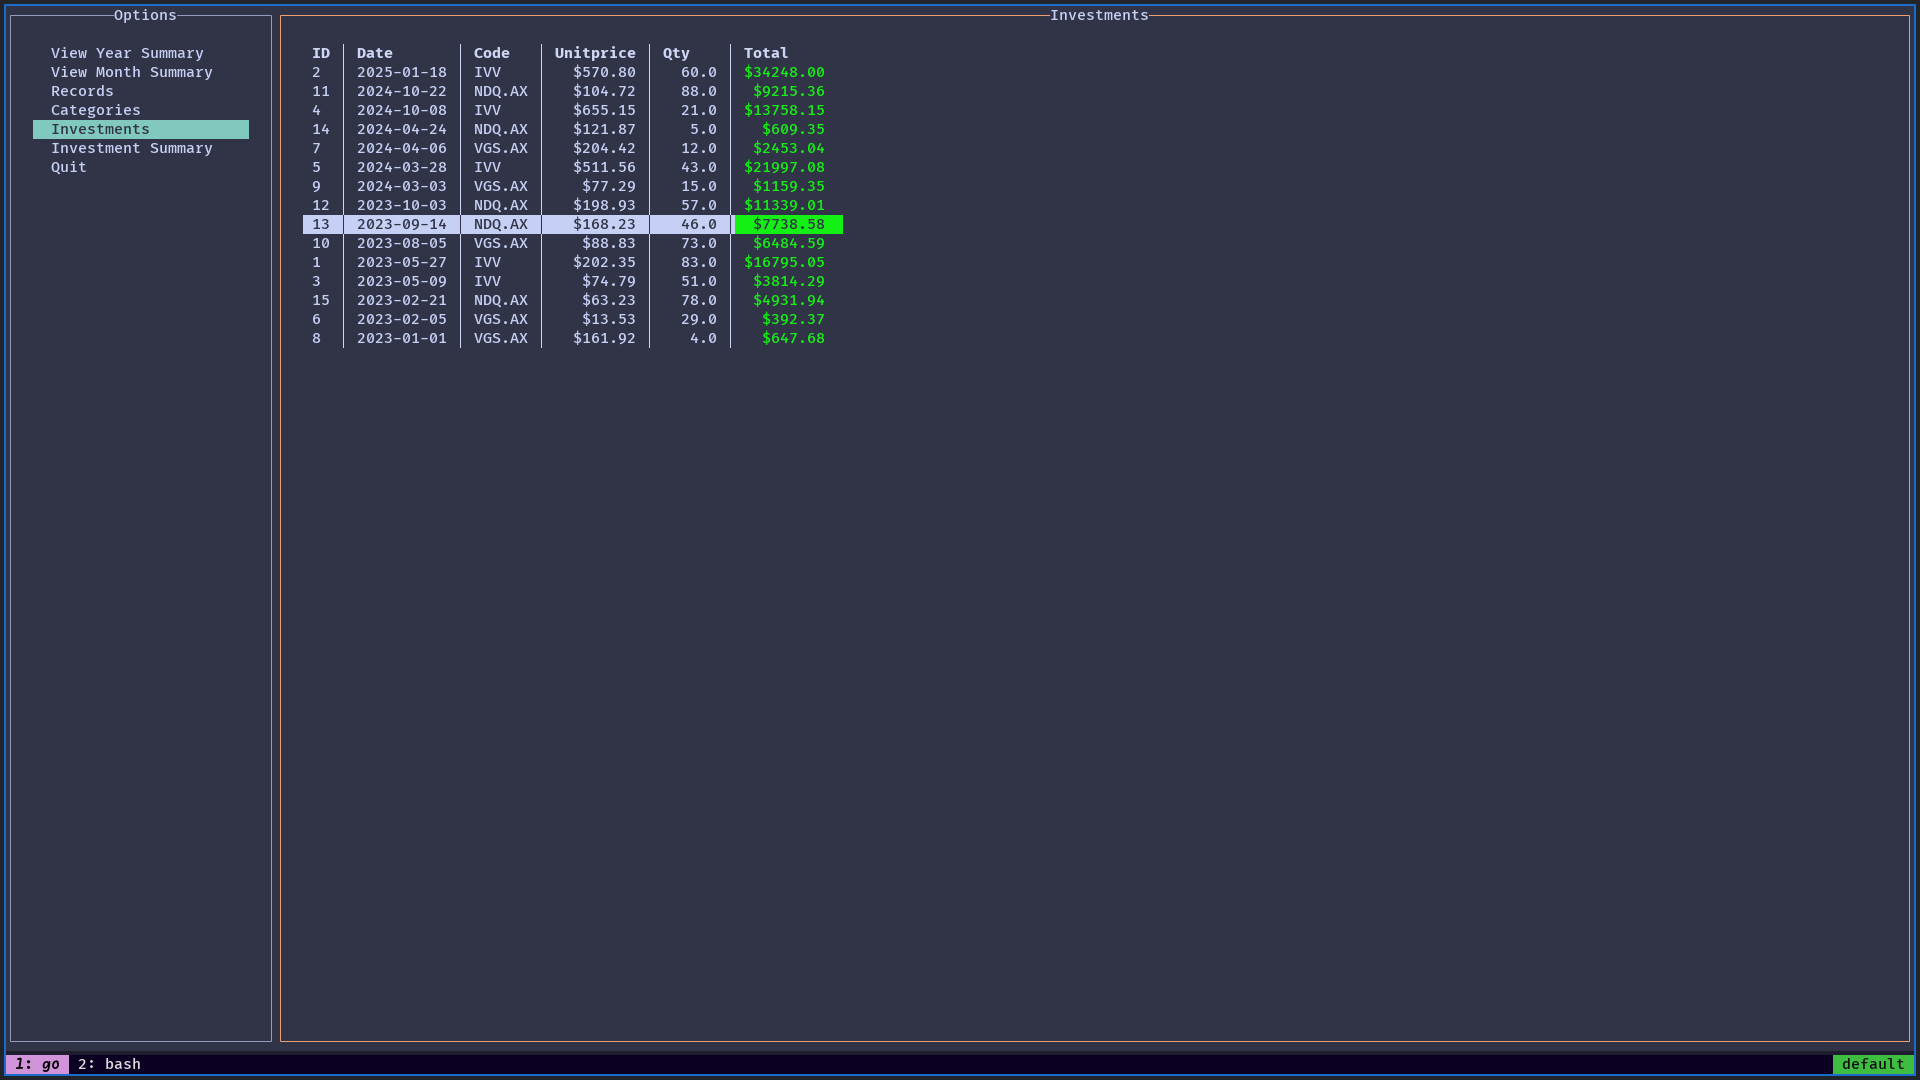 Options
View Year Summary
View Month Summary
Records
Categories
Investments
Investment Summary
Quit
Investments
ID Date Code Unitprice Qty Total
2 2025-01-18 IVV $570.80 60.0 $34248.00
11 2024-10-22 NDQ.AX $104.72 88.0 $9215.36
4 2024-10-08 IVV $655.15 21.0 $13758.15
14 2024-04-24 NDQ.AX $121.87 5.0 $609.35
7 2024-04-06 VGS.AX $204.42 12.0 $2453.04
5 2024-03-28 IVV $511.56 43.0 $21997.08
9 2024-03-03 VGS.AX $77.29 15.0 $1159.35
12 2023-10-03 NDQ.AX $198.93 57.0 $11339.01
13 2023-09-14 NDQ.AX $168.23 46.0 $7738.58
10 2023-08-05 VGS.AX $88.83 73.0 $6484.59
1 2023-05-27 IVV $202.35 83.0 $16795.05
3 2023-05-09 IVV $74.79 51.0 $3814.29
15 2023-02-21 NDQ.AX $63.23 78.0 $4931.94
6 2023-02-05 VGS.AX $13.53 29.0 $392.37
8 2023-01-01 VGS.AX $161.92 4.0 $647.68
1: go 2: bash default